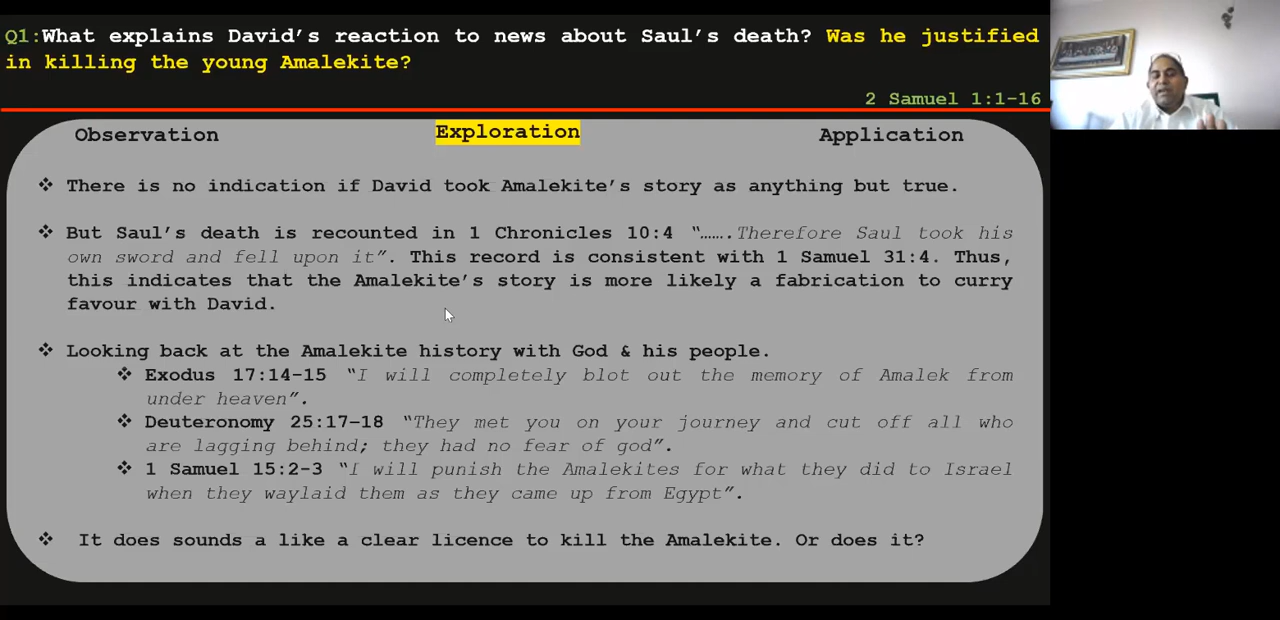 Q1:What explains David's reaction to news about Saul's death? Was he justified
in killing the young Amalekite?
2 Samuel 1:1-16
Observation Exploration Application
❖ There is no indication if David took Amalekite's story as anything but true.
❖ But Saul's death is recounted in 1 Chronicles 10:4 "…….Therefore Saul took his
own sword and fell upon it". This record is consistent with 1 Samuel 31:4. Thus,
this indicates that the Amalekite's story is more likely a fabrication to curry
favour with David.
❖ Looking back at the Amalekite history with God & his people.
❖ Exodus 17:14-15 "I will completely blot out the memory of Amalek from
under heaven".
❖ Deuteronomy 25:17-18 "They met you on your journey and cut off all who
are lagging behind; they had no fear of god".
❖ 1 Samuel 15:2-3 "I will punish the Amalekites for what they did to Israel
when they waylaid them as they came up from Egypt".
❖ It does sounds a like a clear licence to kill the Amalekite. Or does it?